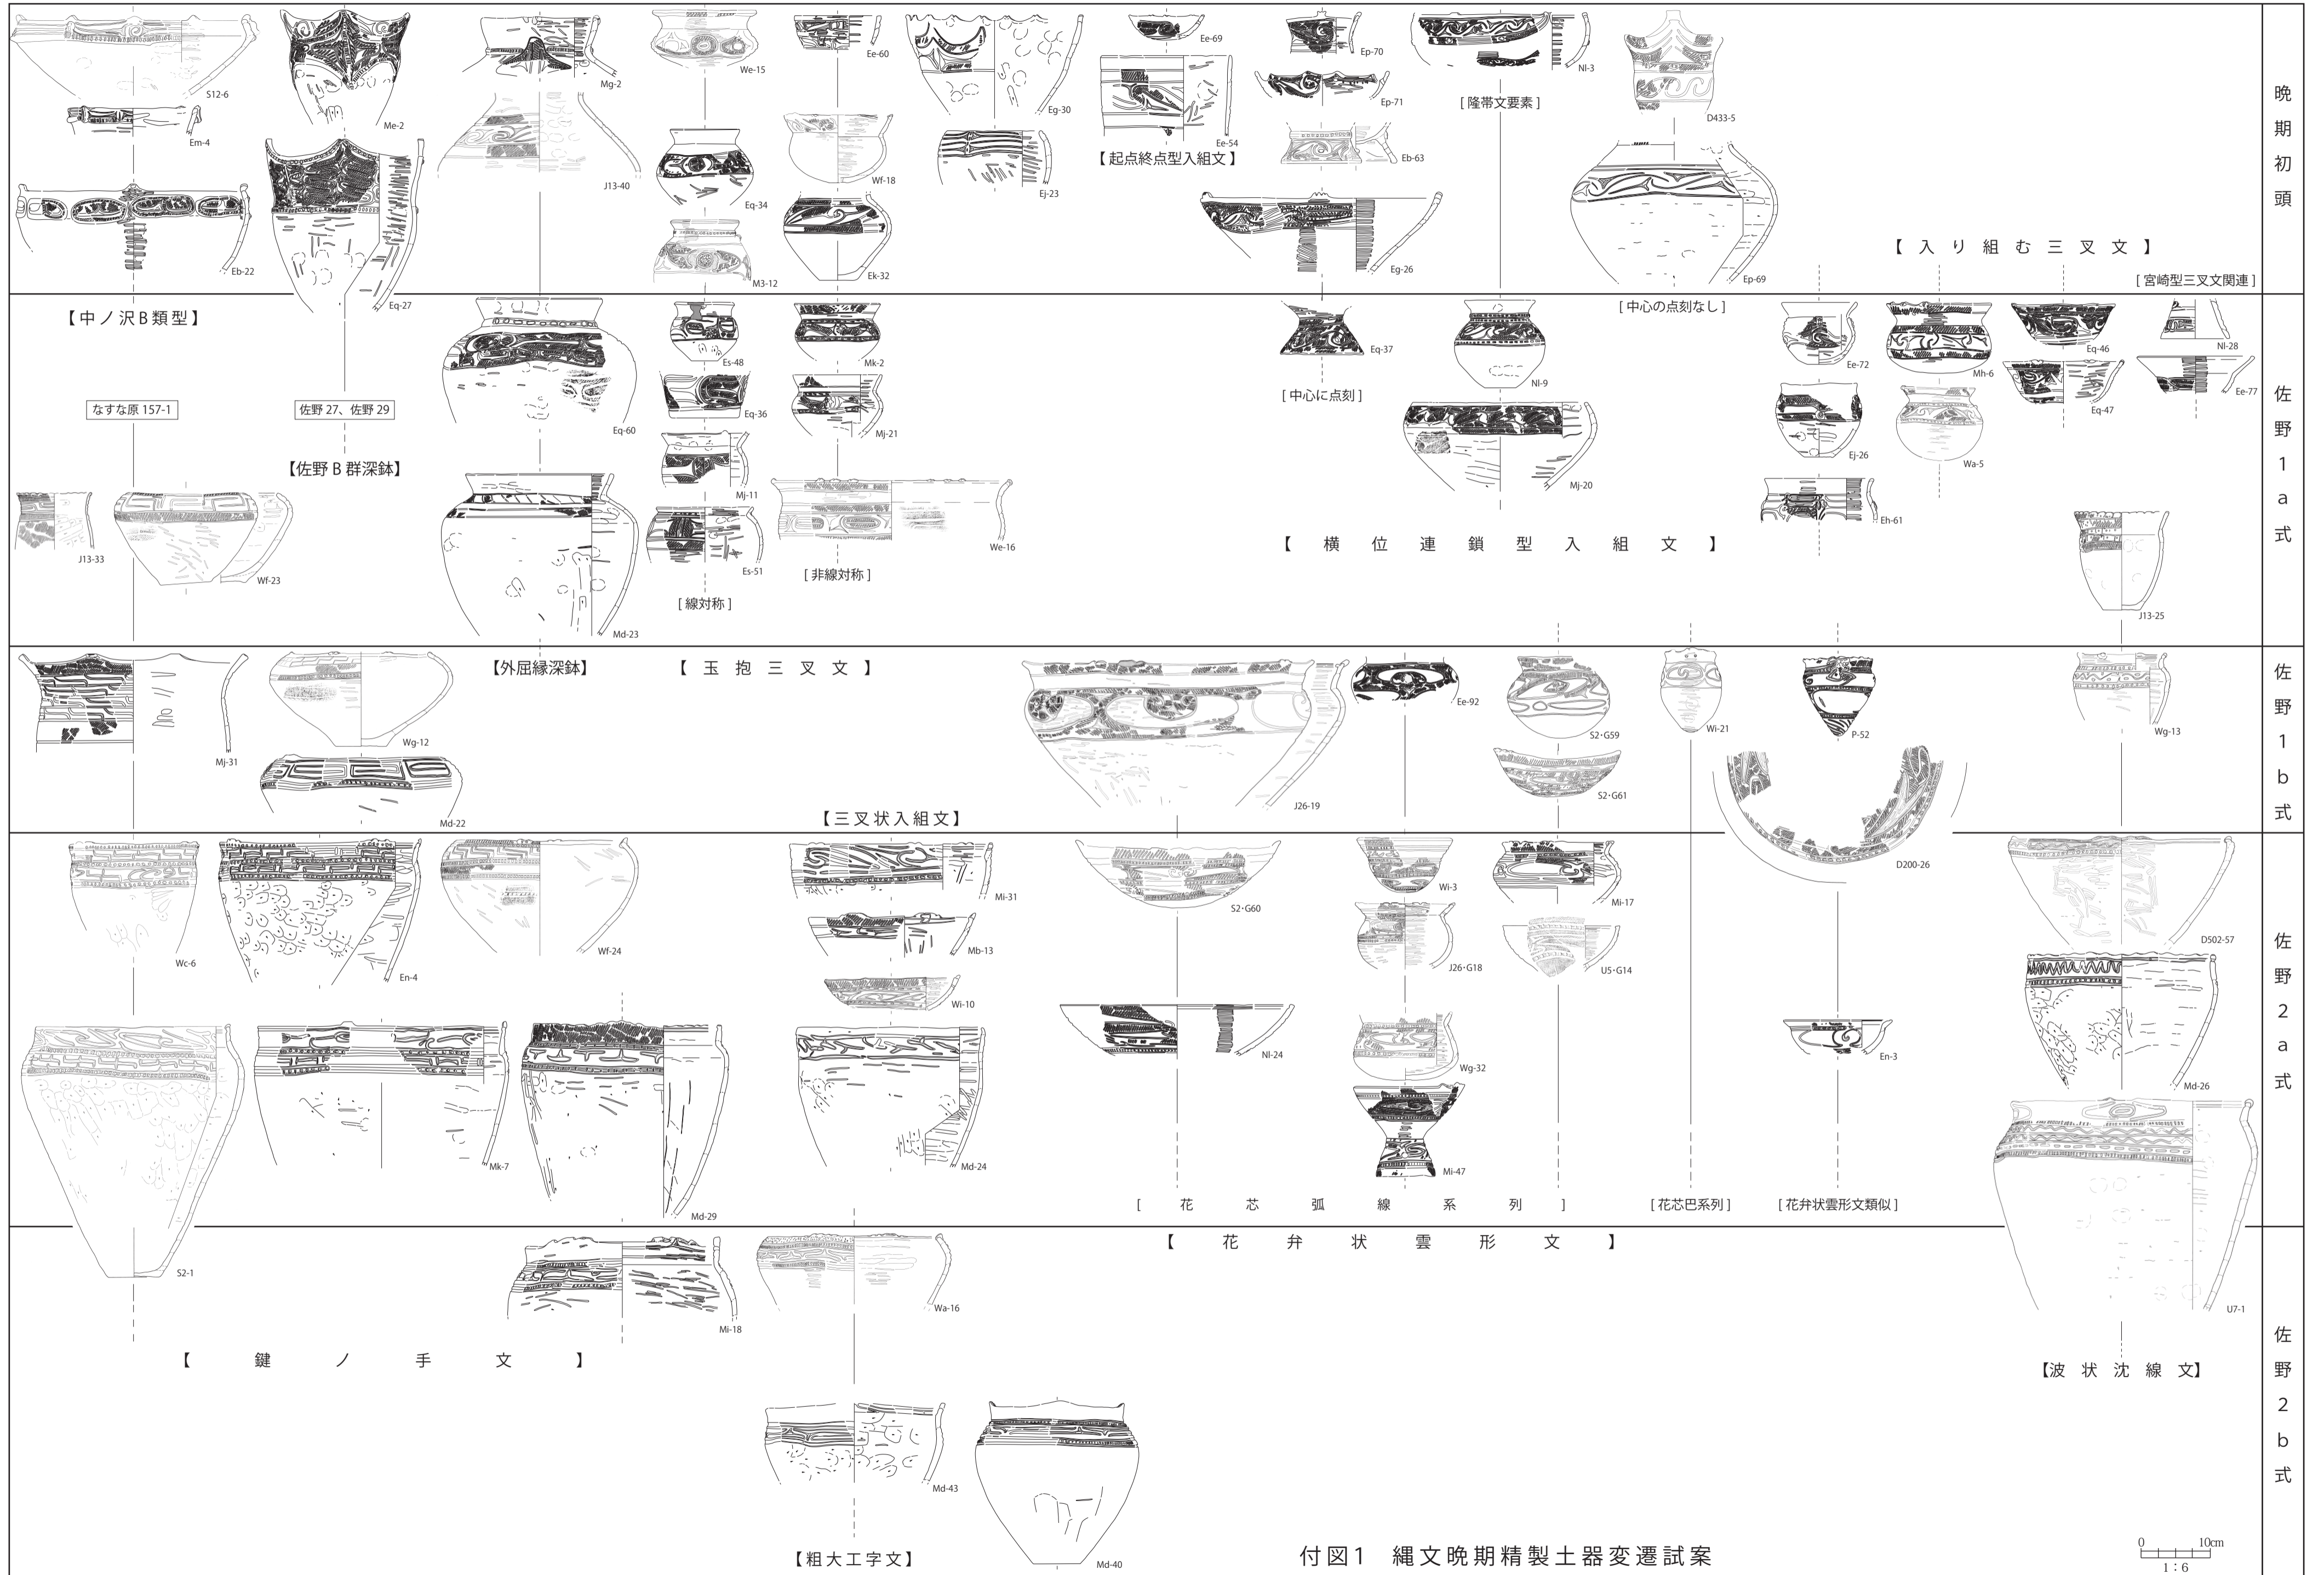 S12-6
Em-4
Eb-22
Me-2
Eq-27
Mg-2
J13-40
We-15
Eq-34
M3-12
Ee-60
Wf-18
Ek-32
Eg-30
Ej-23
Ee-69
Ee-54
【起点終点型入組文】
Ep-70
Ep-71
Eb-63
Eg-26
Nl-3
[隆帯文要素]
D433-5
Ep-69
【入り組む三叉文】
[宮崎型三叉文関連]
晩期初頭
【中ノ沢B類型】
なすな原 157-1
佐野 27、佐野 29
【佐野B群深鉢】
J13-33
Wf-23
Eq-60
Md-23
Es-48
Eq-36
Mj-11
Es-51
[線対称]
Mk-2
Mj-21
We-16
[非線対称]
Eq-37
[中心に点刻]
Nl-9
Mj-20
[中心の点刻なし]
【横位連鎖型入組文】
Ee-72
Ej-26
Eh-61
Mh-6
Wa-5
Eq-46
Eq-47
Nl-28
Ee-77
J13-25
佐野1a式
Mj-31
Wg-12
Md-22
【外屈縁深鉢】
【玉抱三叉文】
【三叉状入組文】
J26-19
Ee-92
S2・G59
S2・G61
Wi-21
P-52
D200-26
Wg-13
佐野1b式
Wc-6
En-4
Wf-24
S2-1
Mk-7
Md-29
Mi-31
Mb-13
Wi-10
Md-24
S2・G60
Nl-24
Wi-3
J26・G18
Wg-32
Mi-47
Mi-17
U5・G14
En-3
D502-57
Md-26
U7-1
[花芯弧線系列]
[花芯巴系列]
[花弁状雲形文類似]
佐野2a式
【花弁状雲形文】
Mi-18
Wa-16
【鍵ノ手文】
【波状沈線文】
Md-43
Md-40
【粗大工字文】
佐野2b式
付図1 縄文晩期精製土器変遷試案
0 10cm
1:6